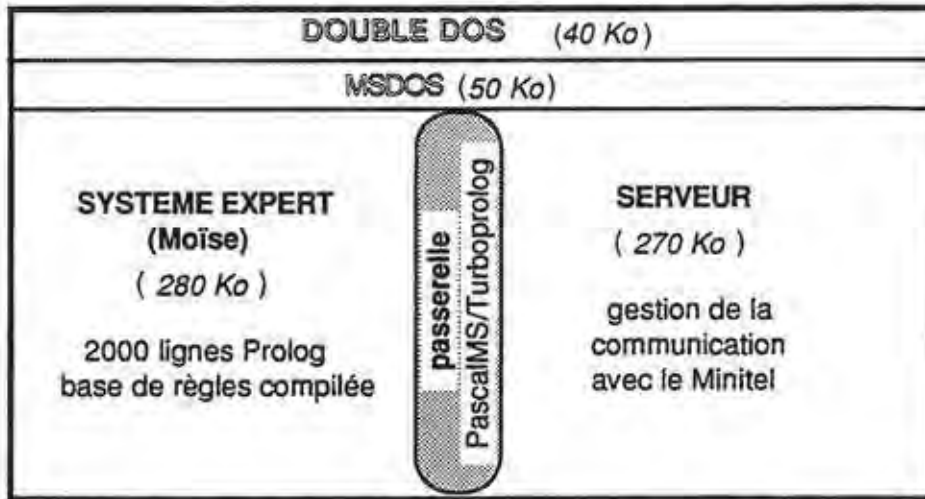 DOUBLE DOS (40 Ko)
MSDOS (50 Ko)
SYSTEME EXPERT
(Moïse)
( 280 Ko )
2000 lignes Prolog
base de règles compilée
passerelle
PascalMS/Turboprolog
SERVEUR
( 270 Ko )
gestion de la
communication
avec le Minitel